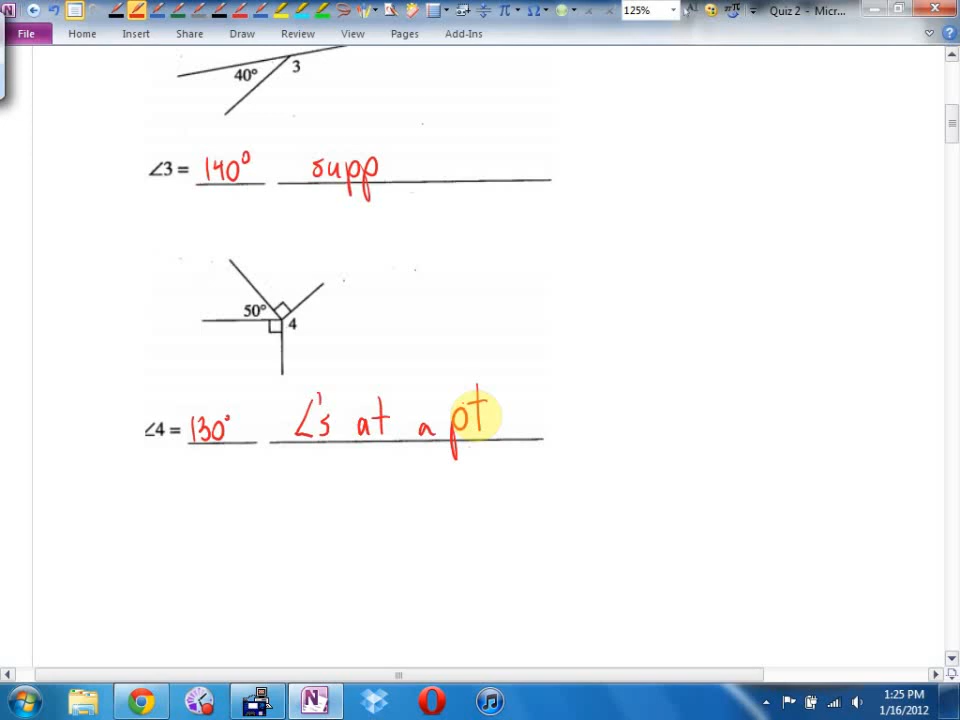 125%
Quiz 2 - Micr...
File Home Insert Share Draw Review Pages Add-Ins
40° 3
∠3 = 140° supp
50°
4
∠4 = 130° ∠'s at a pt
1:25 PM
1/16/2012